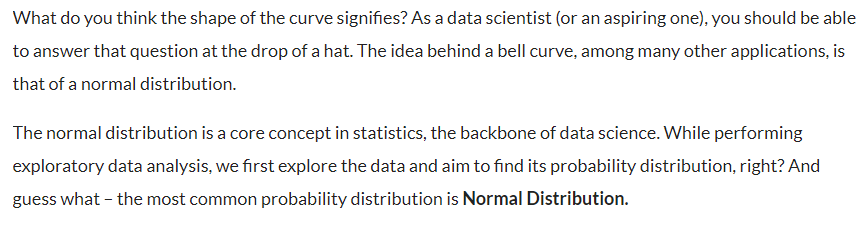 What do you think the shape of the curve signifies? As a data scientist (or an aspiring one), you should be able
to answer that question at the drop of a hat. The idea behind a bell curve, among many other applications, is
that of a normal distribution.
The normal distribution is a core concept in statistics, the backbone of data science. While performing
exploratory data analysis, we first explore the data and aim to find its probability distribution, right? And
guess what – the most common probability distribution is Normal Distribution.